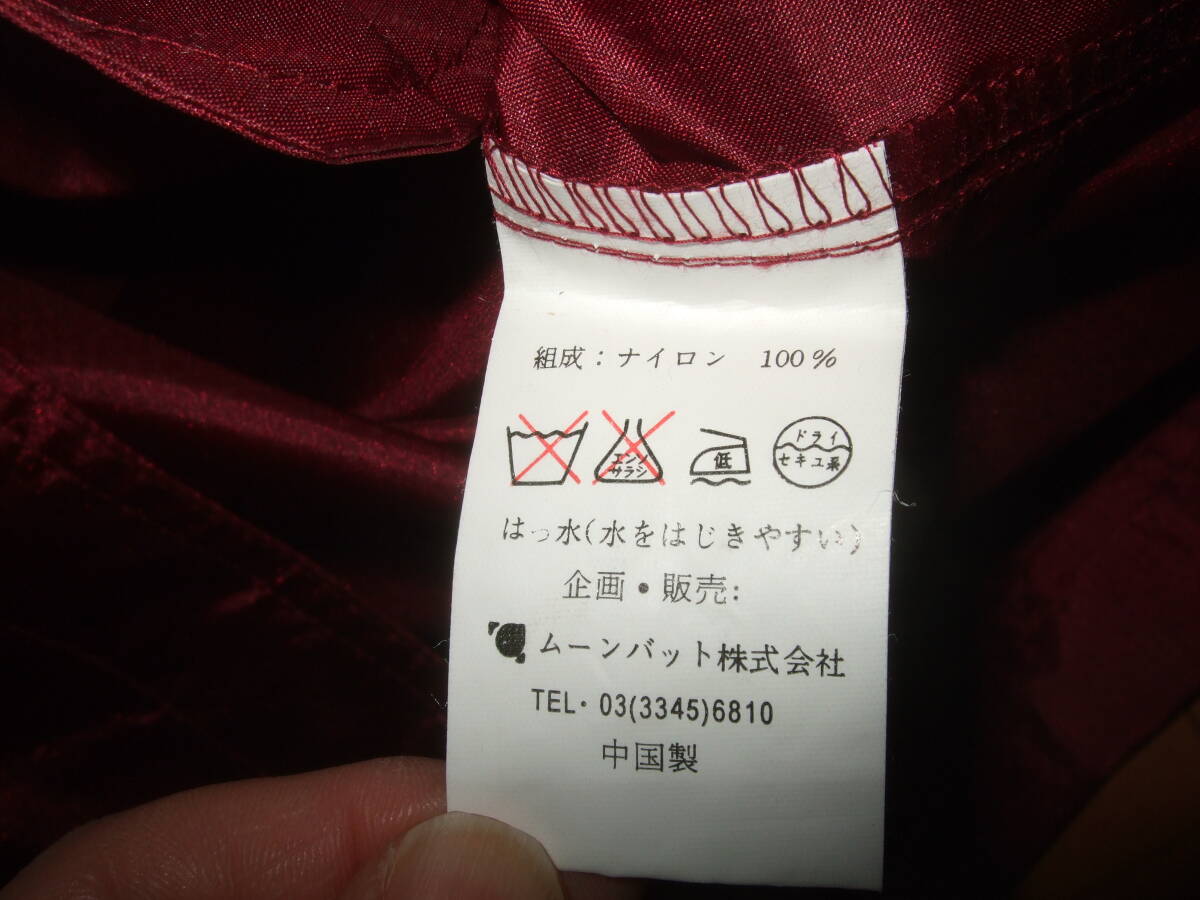 組成：ナイロン 100%
エンソ
サラシ
低
ドライ
セキユ系
はっ水(水をはじきやすい)
企画・販売:
ムーンバット株式会社
TEL・03(3345)6810
中国製